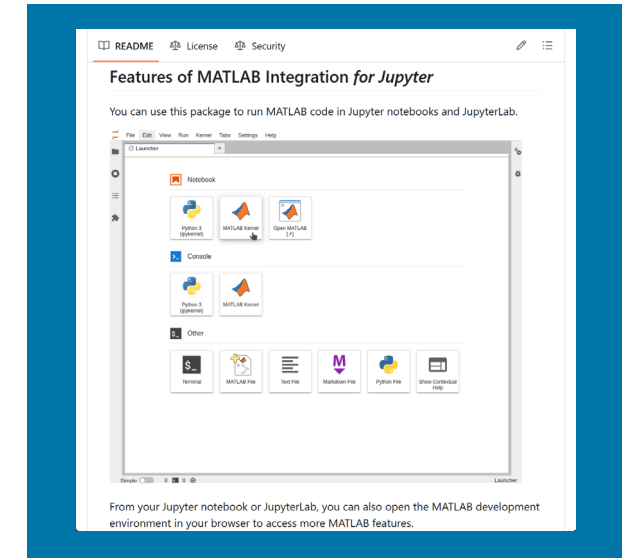 README License Security
Features of MATLAB Integration for Jupyter
You can use this package to run MATLAB code in Jupyter notebooks and JupyterLab.
File Edit View Run Kernel Tabs Settings Help
Launcher +
Notebook
Python 3 MATLAB Kernel Open MATLAB
(ipykernel) [↗]
Console
Python 3 MATLAB Kernel
(ipykernel)
$_ Other
$_ M
Terminal MATLAB File Text File Markdown File Python File Show Contextual
Help
Simple 0 $_ 0 Launcher
From your Jupyter notebook or JupyterLab, you can also open the MATLAB development
environment in your browser to access more MATLAB features.